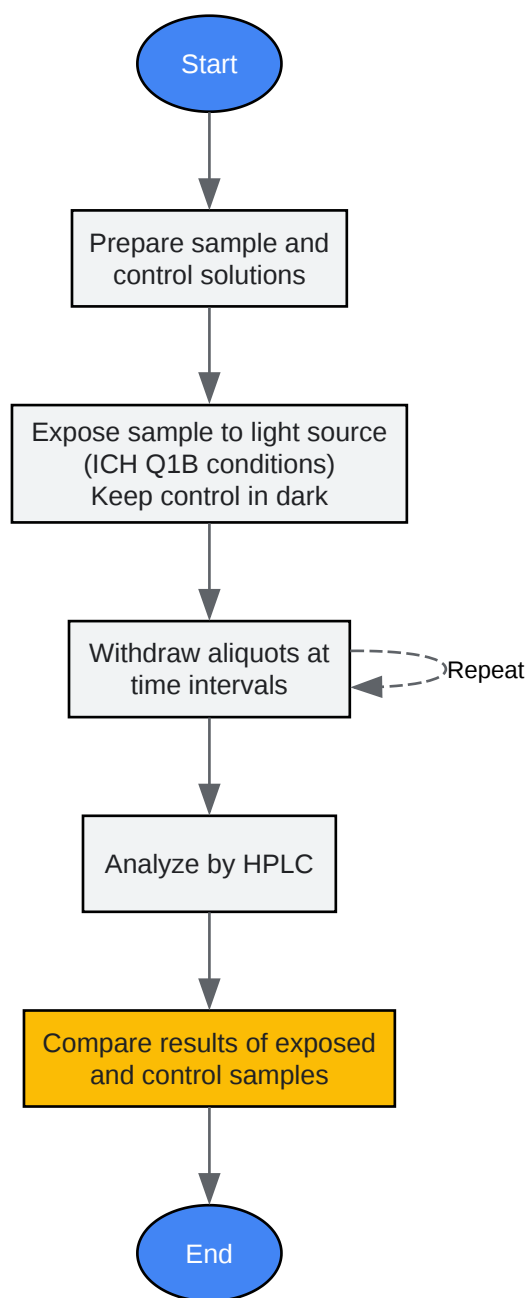 Start
Prepare sample and
control solutions
Expose sample to light source
(ICH Q1B conditions)
Keep control in dark
Withdraw aliquots at
time intervals
Repeat
Analyze by HPLC
Compare results of exposed
and control samples
End